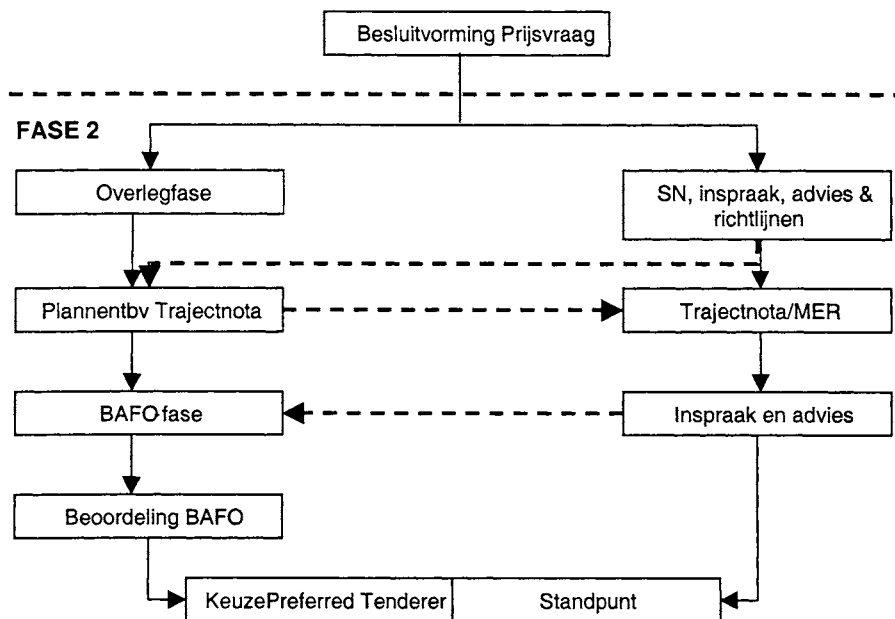 Besluitvorming Prijsvraag
FASE 2
Overlegfase
SN, inspraak, advies &
richtlijnen
Plannentbv Trajectnota
Trajectnota/MER
BAFO fase
Inspraak en advies
Beoordeling BAFO
KeuzePreferred Tenderer
Standpunt